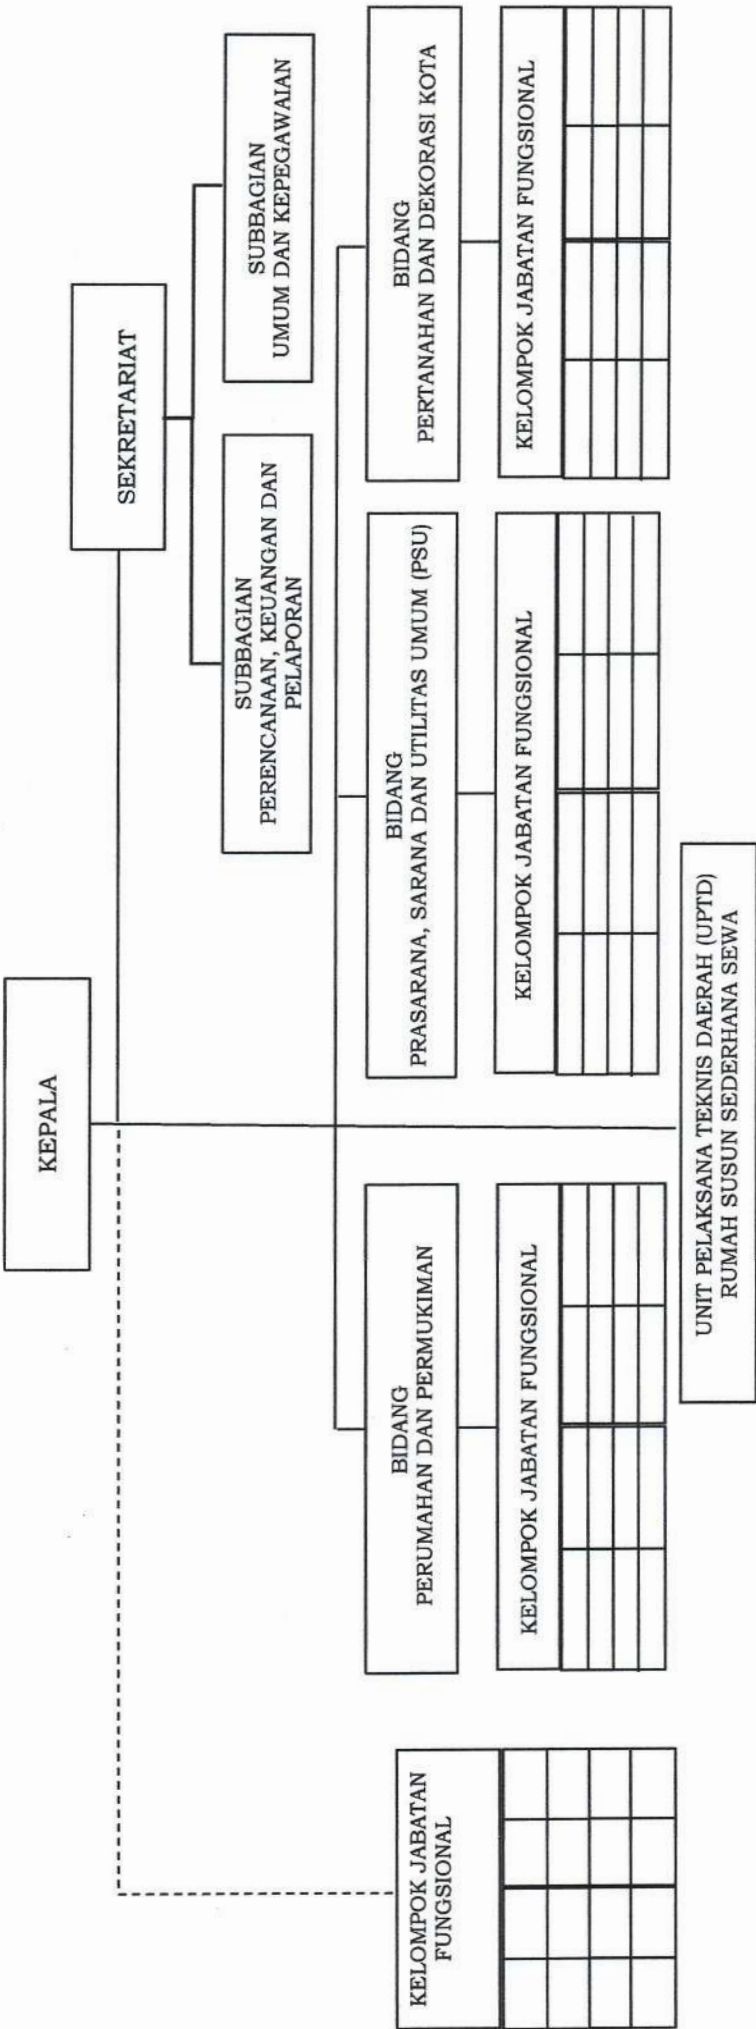 KEPALA
SEKRETARIAT
SUBBAGIAN
PERENCANAAN, KEUANGAN DAN
PELAPORAN
SUBBAGIAN
UMUM DAN KEPEGAWAIAN
KELOMPOK JABATAN
FUNGSIONAL
BIDANG
PERUMAHAN DAN PERMUKIMAN
BIDANG
PRASARANA, SARANA DAN UTILITAS UMUM (PSU)
BIDANG
PERTANAHAN DAN DEKORASI KOTA
KELOMPOK JABATAN FUNGSIONAL
KELOMPOK JABATAN FUNGSIONAL
KELOMPOK JABATAN FUNGSIONAL
UNIT PELAKSANA TEKNIS DAERAH (UPTD)
RUMAH SUSUN SEDERHANA SEWA